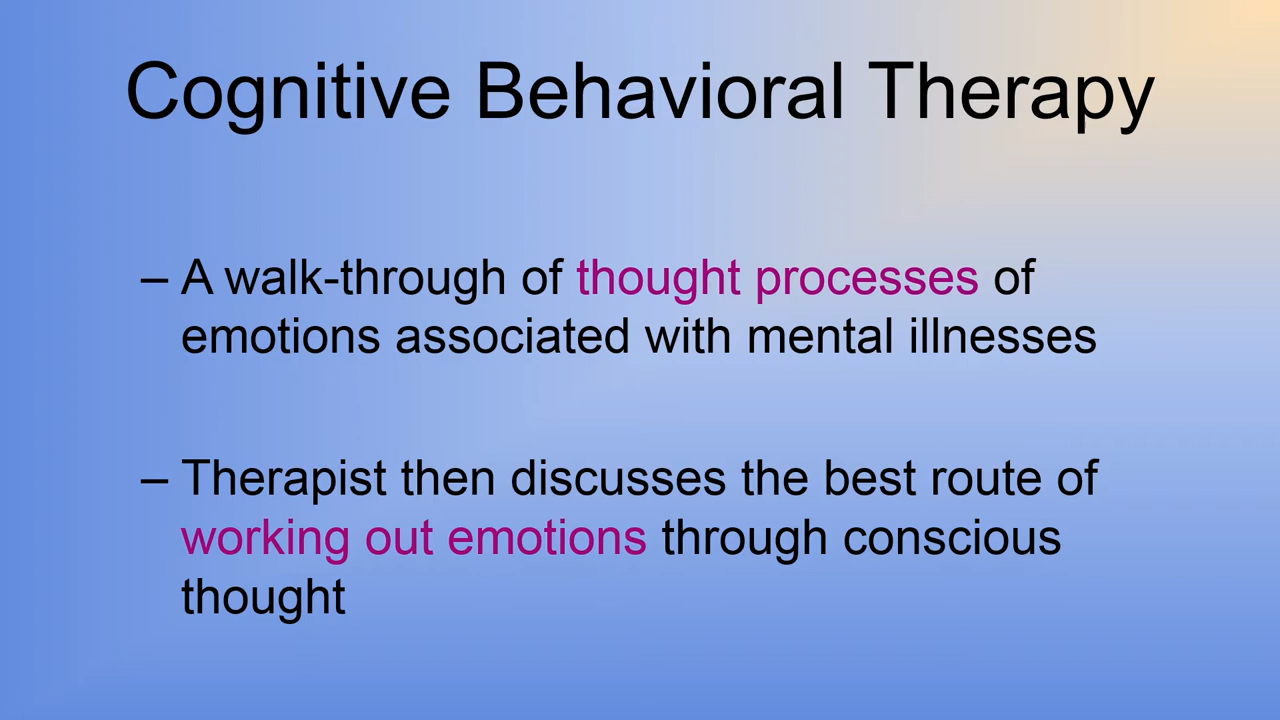 Cognitive Behavioral Therapy
– A walk-through of thought processes of
emotions associated with mental illnesses
– Therapist then discusses the best route of
working out emotions through conscious
thought